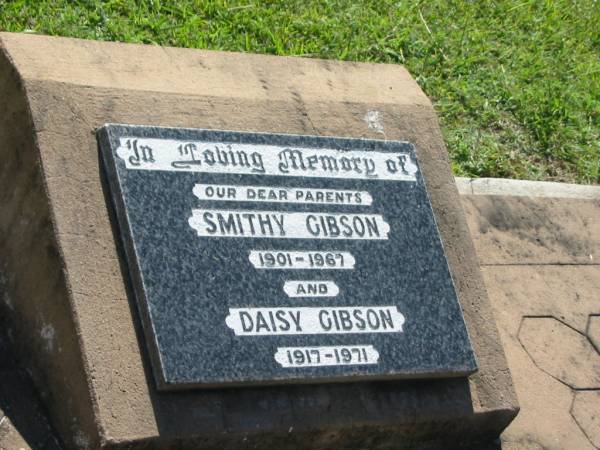 In Loving Memory of
OUR DEAR PARENTS
SMITHY GIBSON
1901-1967
AND
DAISY GIBSON
1917-1971